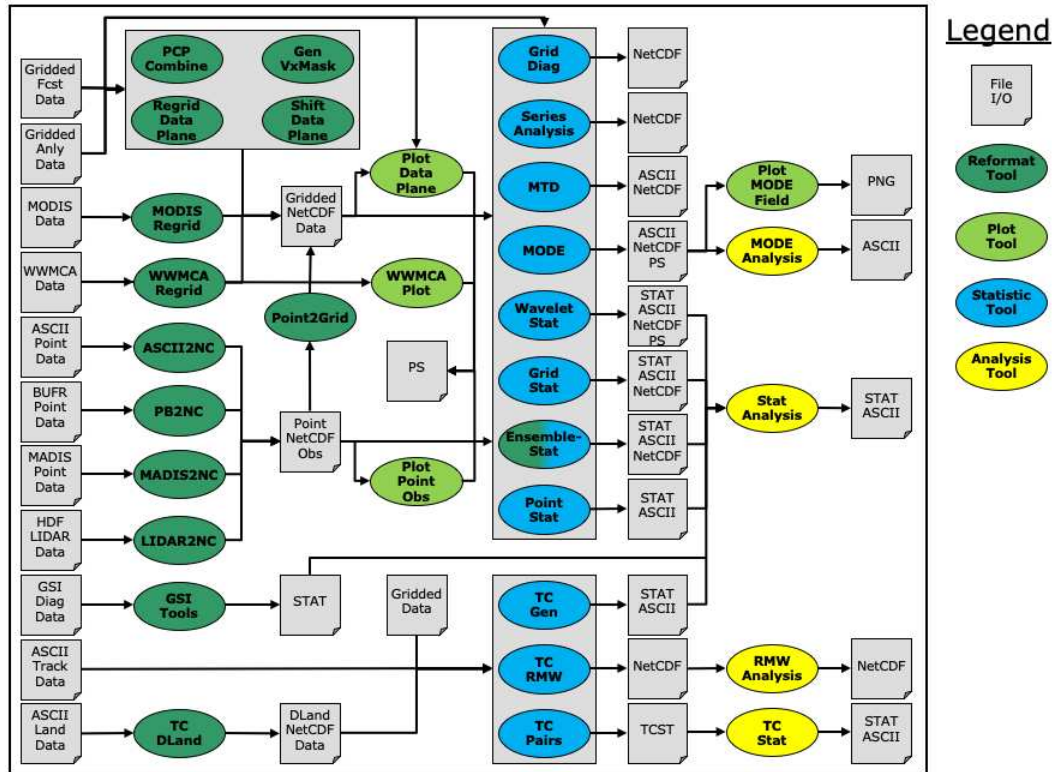 Legend
File
I/O
Reformat
Tool
Plot
Tool
Statistic
Tool
Analysis
Tool
Gridded
Fcst
Data
Gridded
Anly
Data
MODIS
Data
WWMCA
Data
ASCII
Point
Data
BUFR
Point
Data
MADIS
Point
Data
HDF
LIDAR
Data
GSI
Diag
Data
ASCII
Track
Data
ASCII
Land
Data
PCP
Combine
Gen
VxMask
Regrid
Data
Plane
Shift
Data
Plane
MODIS
Regrid
WWMCA
Regrid
ASCII2NC
PB2NC
MADIS2NC
LIDAR2NC
GSI
Tools
TC
DLand
Gridded
NetCDF
Data
Point2Grid
Point
NetCDF
Obs
STAT
DLand
NetCDF
Data
Plot
Data
Plane
WWMCA
Plot
PS
Plot
Point
Obs
Gridded
Data
Grid
Diag
Series
Analysis
MTD
MODE
Wavelet
Stat
Grid
Stat
Ensemble-
Stat
Point
Stat
TC
Gen
TC
RMW
TC
Pairs
NetCDF
NetCDF
ASCII
NetCDF
ASCII
NetCDF
PS
STAT
ASCII
NetCDF
PS
STAT
ASCII
NetCDF
STAT
ASCII
NetCDF
STAT
ASCII
STAT
ASCII
NetCDF
TCST
Plot
MODE
Field
MODE
Analysis
Stat
Analysis
RMW
Analysis
TC
Stat
PNG
ASCII
STAT
ASCII
NetCDF
STAT
ASCII